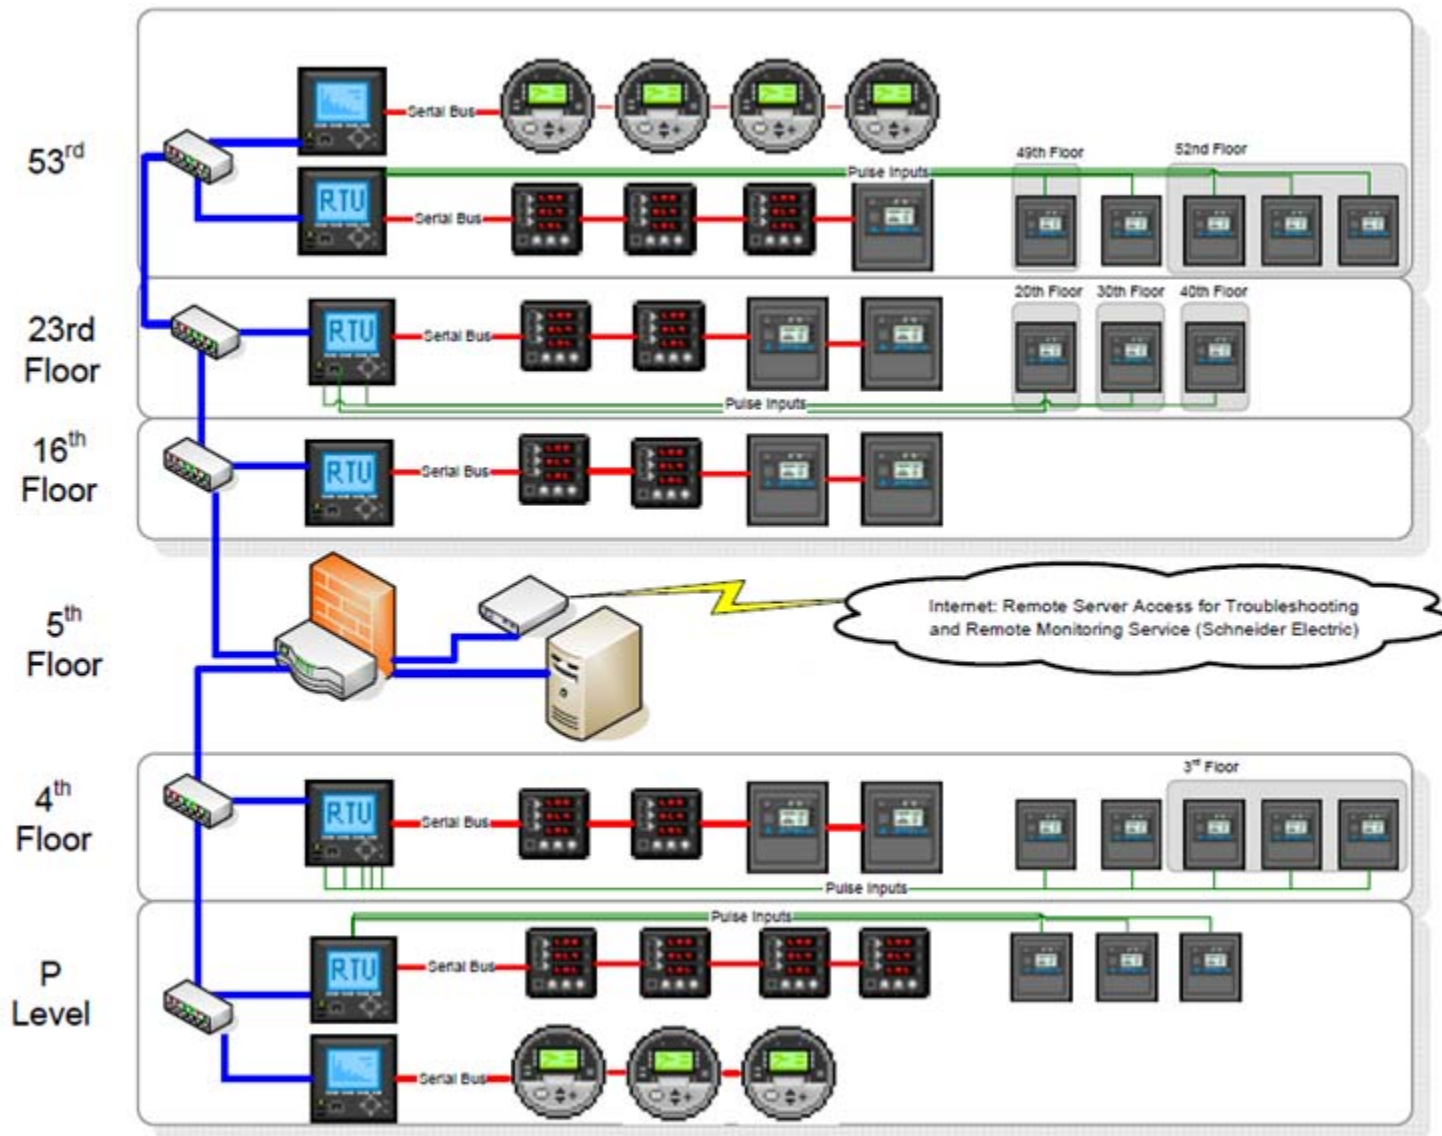 53rd
Serial Bus
49th Floor
52nd Floor
Pulse Inputs
RTU
Serial Bus
23rd
Floor
RTU
Serial Bus
20th Floor
30th Floor
40th Floor
Pulse Inputs
16th
Floor
RTU
Serial Bus
5th
Floor
Internet: Remote Server Access for Troubleshooting
and Remote Monitoring Service (Schneider Electric)
4th
Floor
RTU
Serial Bus
3rd Floor
Pulse Inputs
P
Level
Pulse Inputs
RTU
Serial Bus
Serial Bus